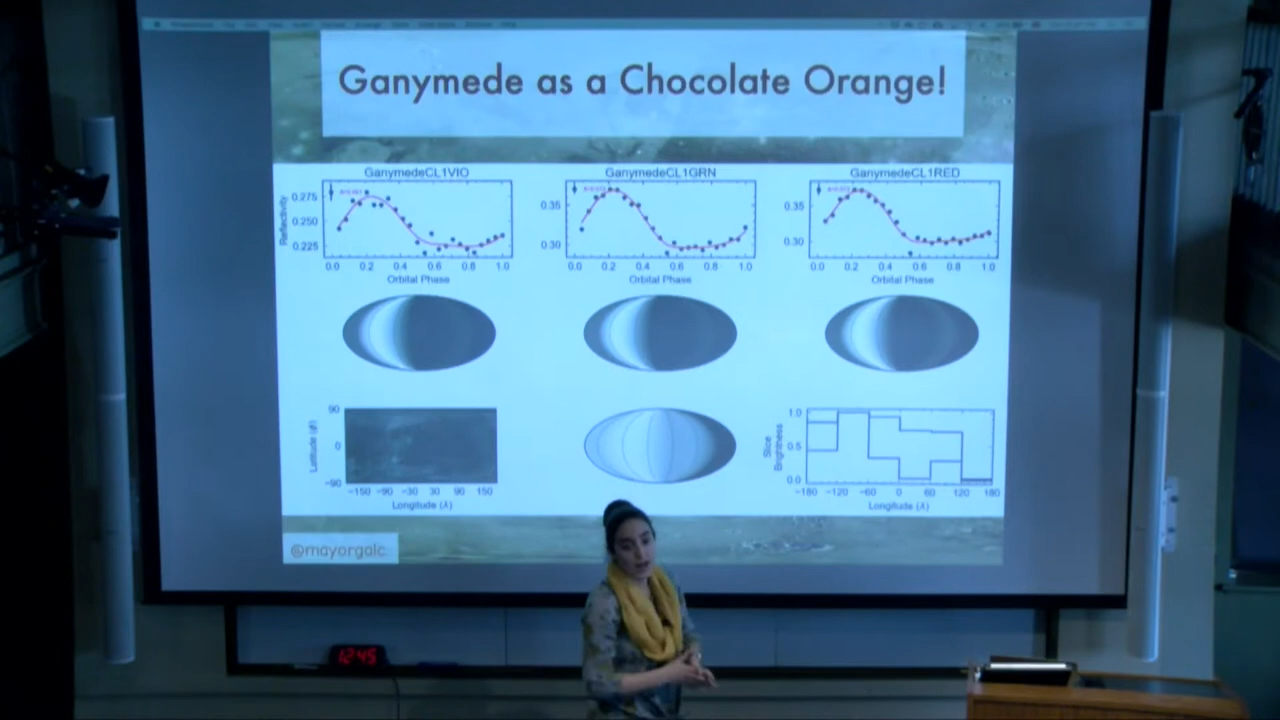 Ganymede as a Chocolate Orange!
GanymedeCL1VIO
GanymedeCL1GRN
GanymedeCL1RED
Reflectivity
0.275
0.250
0.225
0.0 0.2 0.4 0.6 0.8 1.0
Orbital Phase
0.35
0.30
0.0 0.2 0.4 0.6 0.8 1.0
Orbital Phase
0.35
0.30
0.0 0.2 0.4 0.6 0.8 1.0
Orbital Phase
Latitude (ϕ)
90
0
−90
−150 −90 −30 30 90 150
Longitude (λ)
Slice
Brightness
1.0
0.5
0.0
−180 −120 −60 0 60 120 180
Longitude (λ)
@mayorgalc
12:45